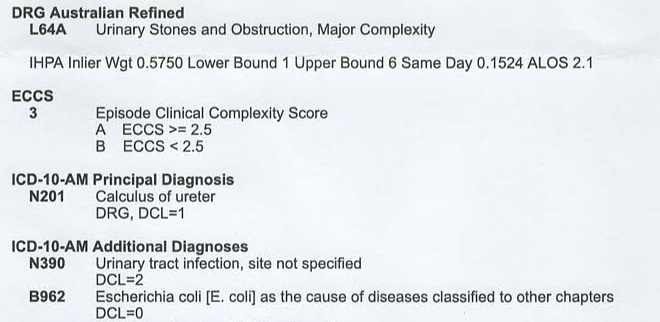 DRG Australian Refined
L64A Urinary Stones and Obstruction, Major Complexity
IHPA Inlier Wgt 0.5750 Lower Bound 1 Upper Bound 6 Same Day 0.1524 ALOS 2.1
ECCS
3 Episode Clinical Complexity Score
A ECCS >= 2.5
B ECCS < 2.5
ICD-10-AM Principal Diagnosis
N201 Calculus of ureter
DRG, DCL=1
ICD-10-AM Additional Diagnoses
N390 Urinary tract infection, site not specified
DCL=2
B962 Escherichia coli [E. coli] as the cause of diseases classified to other chapters
DCL=0